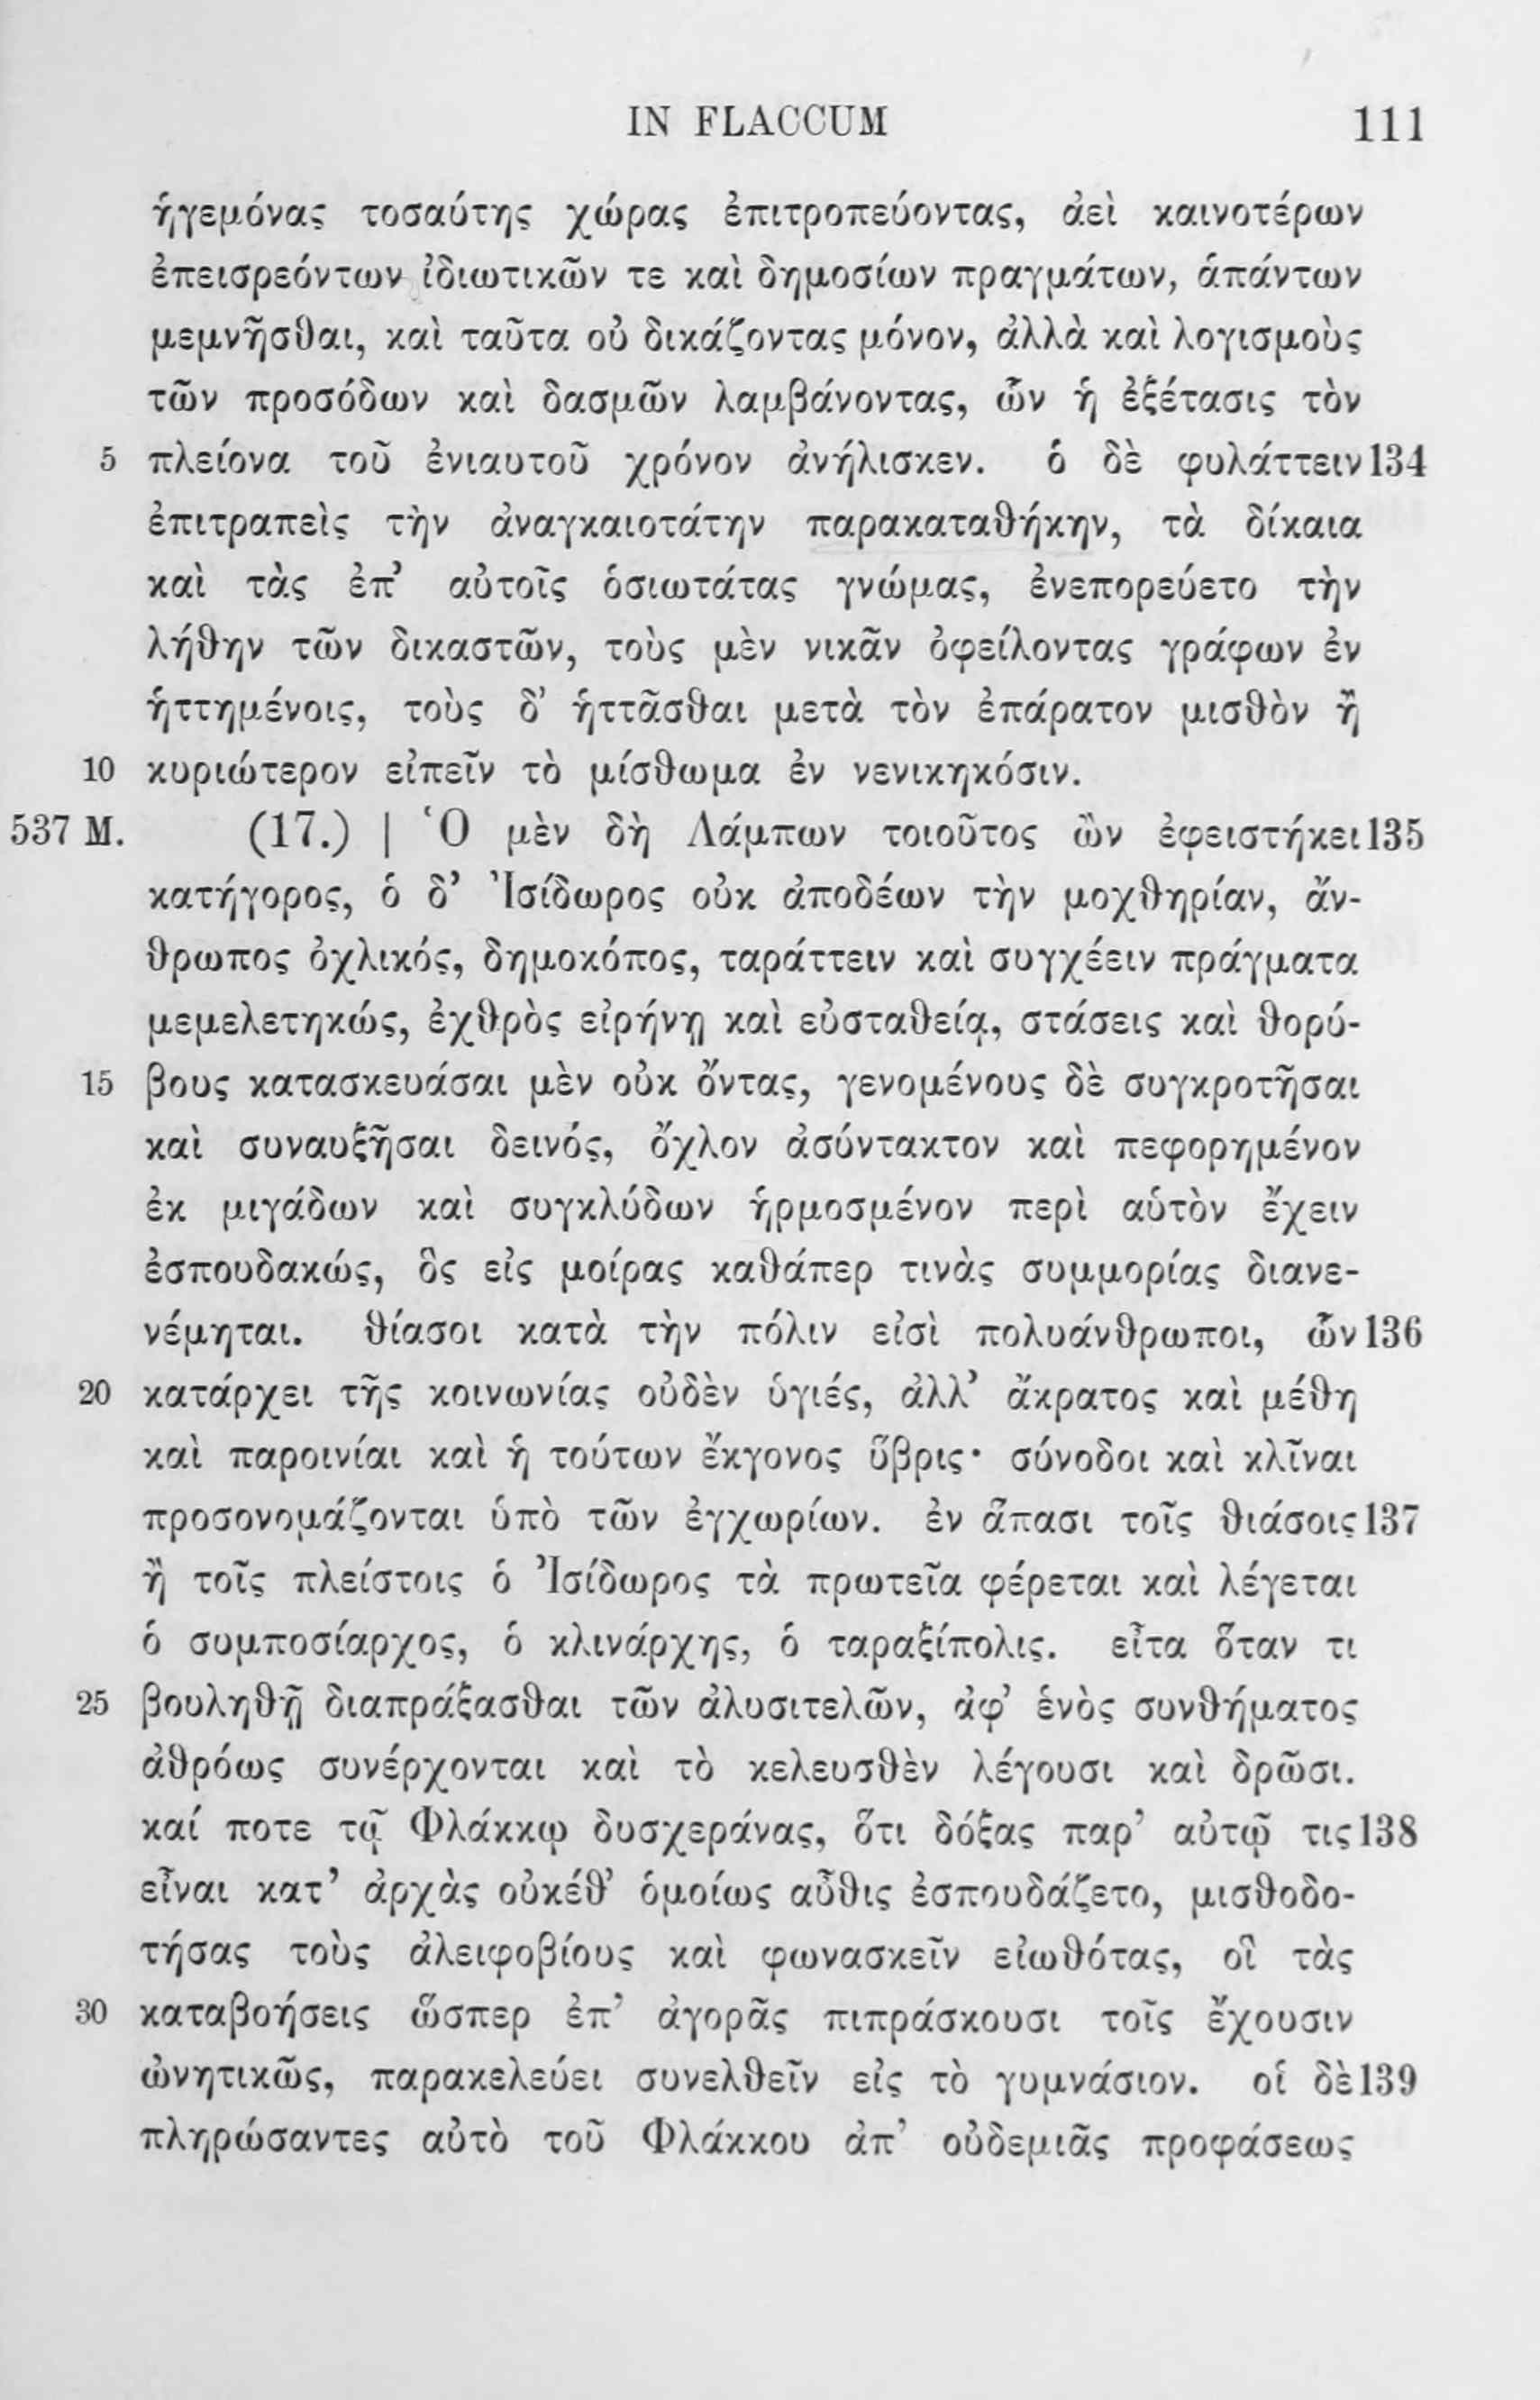 IN FLACCUM 111
ἡγεμόνας τοσαύτης χώρας ἐπιτροπεύοντας, ἀεὶ καινοτέρων
ἐπεισρεόντων ἰδιωτικῶν τε καὶ δημοσίων πραγμάτων, ἁπάντων
μεμνῆσθαι, καὶ ταῦτα οὐ δικάζοντας μόνον, ἀλλὰ καὶ λογισμοὺς
τῶν προσόδων καὶ δασμῶν λαμβάνοντας, ὧν ἡ ἐξέτασις τὸν
5 πλείονα τοῦ ἐνιαυτοῦ χρόνον ἀνήλισκεν. ὁ δὲ φυλάττειν 134
ἐπιτραπεὶς τὴν ἀναγκαιοτάτην παρακαταθήκην, τὰ δίκαια
καὶ τὰς ἐπ’ αὐτοῖς ὁσιωτάτας γνώμας, ἐνεπορεύετο τὴν
λήθην τῶν δικαστῶν, τοὺς μὲν νικᾶν ὀφείλοντας γράφων ἐν
ἡττημένοις, τοὺς δ’ ἡττᾶσθαι μετὰ τὸν ἐπάρατον μισθὸν ἢ
10 κυριώτερον εἰπεῖν τὸ μίσθωμα ἐν νενικηκόσιν.
537 M. (17.) | Ὁ μὲν δὴ Λάμπων τοιοῦτος ὢν ἐφειστήκει 135
κατήγορος, ὁ δ’ Ἰσίδωρος οὐκ ἀποδέων τὴν μοχθηρίαν, ἄν-
θρωπος ὀχλικός, δημοκόπος, ταράττειν καὶ συγχέειν πράγματα
μεμελετηκώς, ἐχθρὸς εἰρήνῃ καὶ εὐσταθείᾳ, στάσεις καὶ θορύ-
15 βους κατασκευάσαι μὲν οὐκ ὄντας, γενομένους δὲ συγκροτῆσαι
καὶ συναυξῆσαι δεινός, ὄχλον ἀσύντακτον καὶ πεφορημένον
ἐκ μιγάδων καὶ συγκλύδων ἡρμοσμένον περὶ αὑτὸν ἔχειν
ἐσπουδακώς, ὃς εἰς μοίρας καθάπερ τινὰς συμμορίας διανε-
νέμηται. θίασοι κατὰ τὴν πόλιν εἰσὶ πολυάνθρωποι, ὧν 136
20 κατάρχει τῆς κοινωνίας οὐδὲν ὑγιές, ἀλλ’ ἄκρατος καὶ μέθη
καὶ παροινίαι καὶ ἡ τούτων ἔκγονος ὕβρις· σύνοδοι καὶ κλῖναι
προσονομάζονται ὑπὸ τῶν ἐγχωρίων. ἐν ἅπασι τοῖς θιάσοις 137
ἢ τοῖς πλείστοις ὁ Ἰσίδωρος τὰ πρωτεῖα φέρεται καὶ λέγεται
ὁ συμποσίαρχος, ὁ κλινάρχης, ὁ ταραξίπολις. εἶτα ὅταν τι
25 βουληθῇ διαπράξασθαι τῶν ἀλυσιτελῶν, ἀφ’ ἑνὸς συνθήματος
ἀθρόως συνέρχονται καὶ τὸ κελευσθὲν λέγουσι καὶ δρῶσι.
καί ποτε τῷ Φλάκκῳ δυσχεράνας, ὅτι δόξας παρ’ αὐτῷ τις 138
εἶναι κατ’ ἀρχὰς οὐκέθ’ ὁμοίως αὖθις ἐσπουδάζετο, μισθοδο-
τήσας τοὺς ἀλειφοβίους καὶ φωνασκεῖν εἰωθότας, οἳ τὰς
30 καταβοήσεις ὥσπερ ἐπ’ ἀγορᾶς πιπράσκουσι τοῖς ἔχουσιν
ὠνητικῶς, παρακελεύει συνελθεῖν εἰς τὸ γυμνάσιον. οἱ δὲ 139
πληρώσαντες αὐτὸ τοῦ Φλάκκου ἀπ’ οὐδεμιᾶς προφάσεως